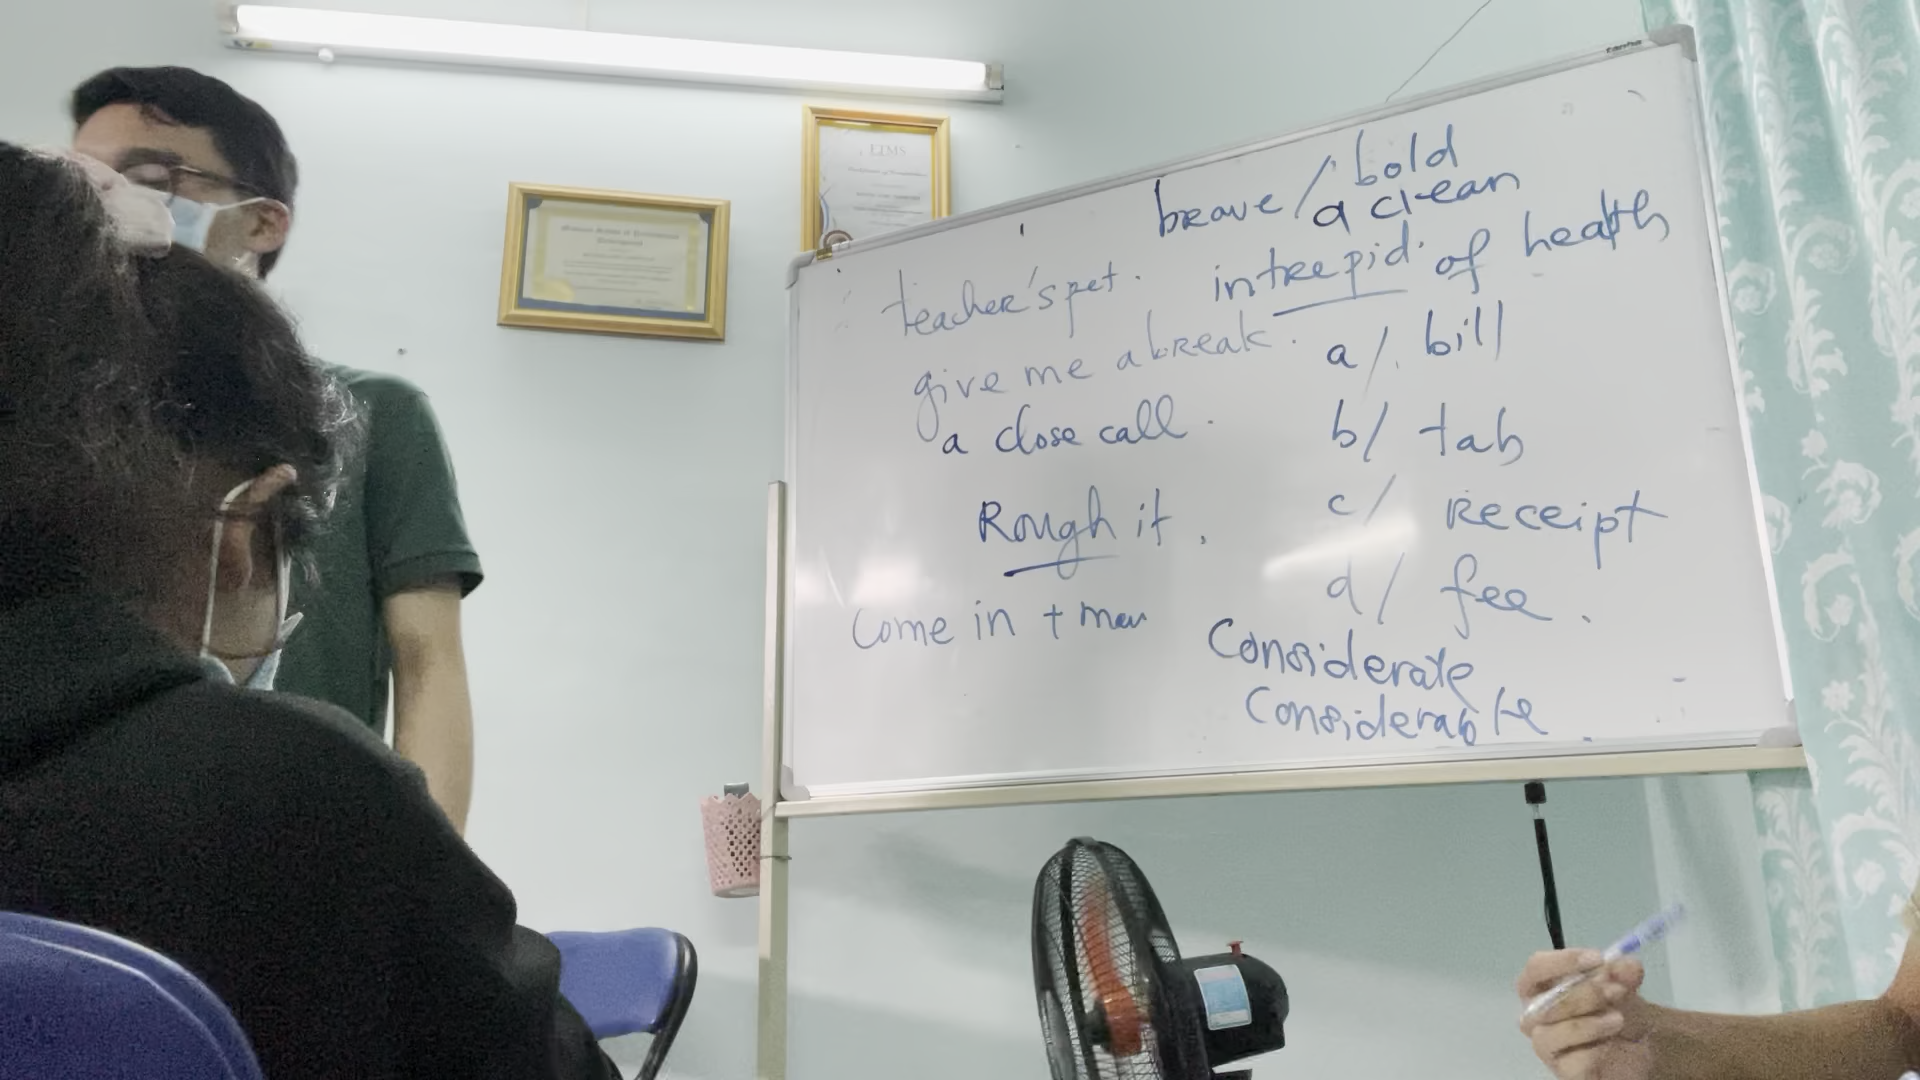 tanha
brave / bold
a clean
intrepid. of health
teacher's pet.
give me a break.
a close call.
Rough it.
come in + man
a/. bill
b/ tab
c/ receipt
d/ fee.
Considerate
Considerable.